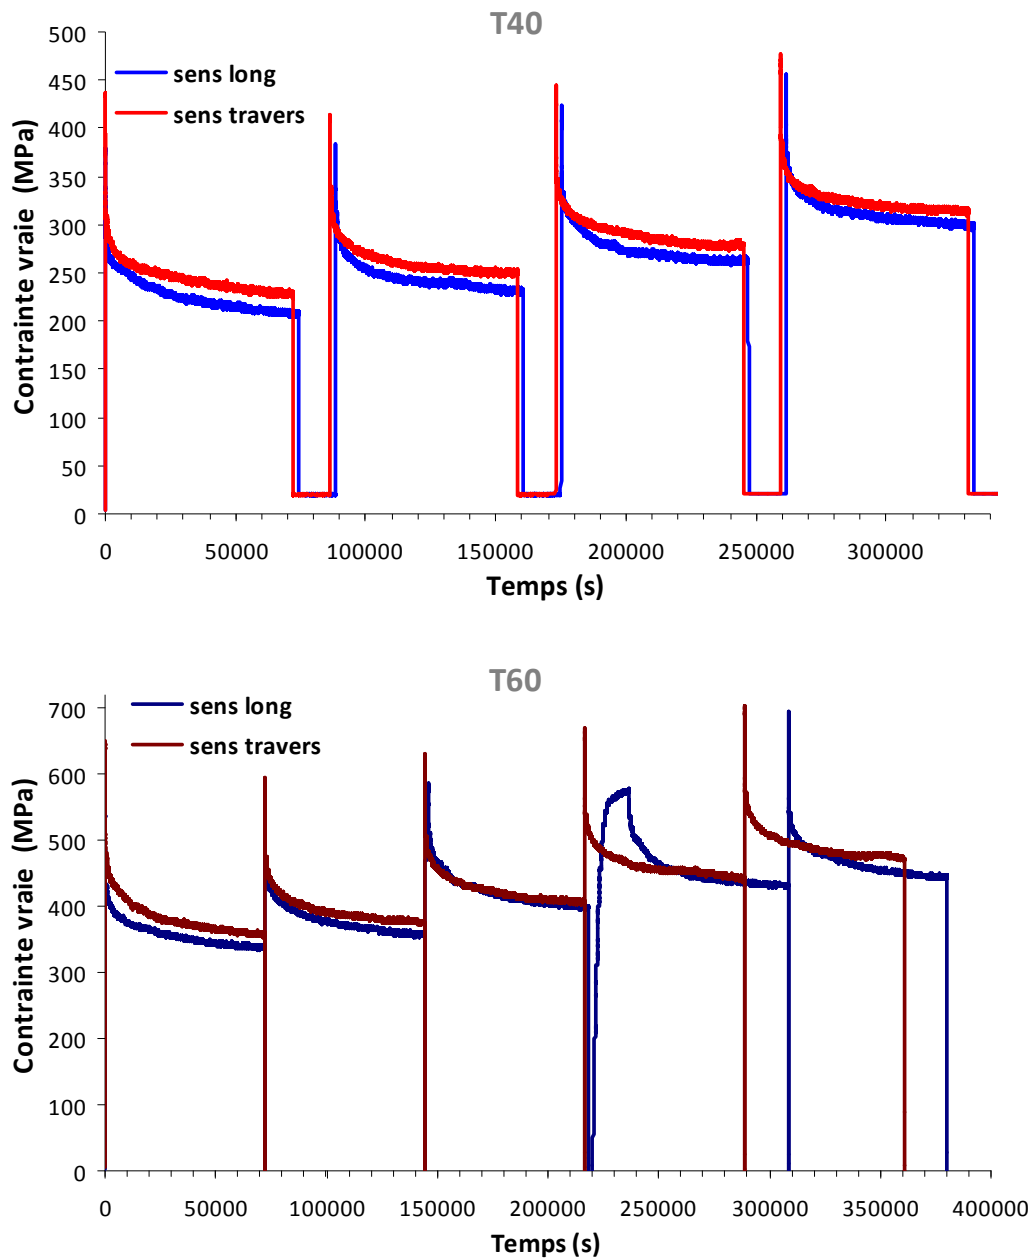 T40
500
450
400
350
300
250
200
150
100
50
0
Contrainte vraie (MPa)
sens long
sens travers
0 50000 100000 150000 200000 250000 300000
Temps (s)
T60
700
600
500
400
300
200
100
0
Contrainte vraie (MPa)
sens long
sens travers
0 50000 100000 150000 200000 250000 300000 350000 400000
Temps (s)